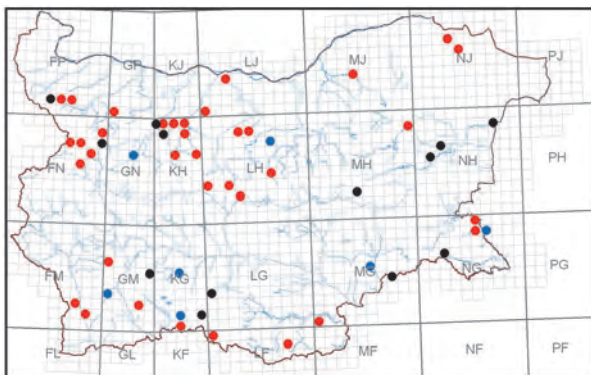 FP GP KJ LJ MJ NJ PJ
FN GN KH LH MH NH PH
FM GM KG LG MG NG PG
FL GL KF LF MF NF PF